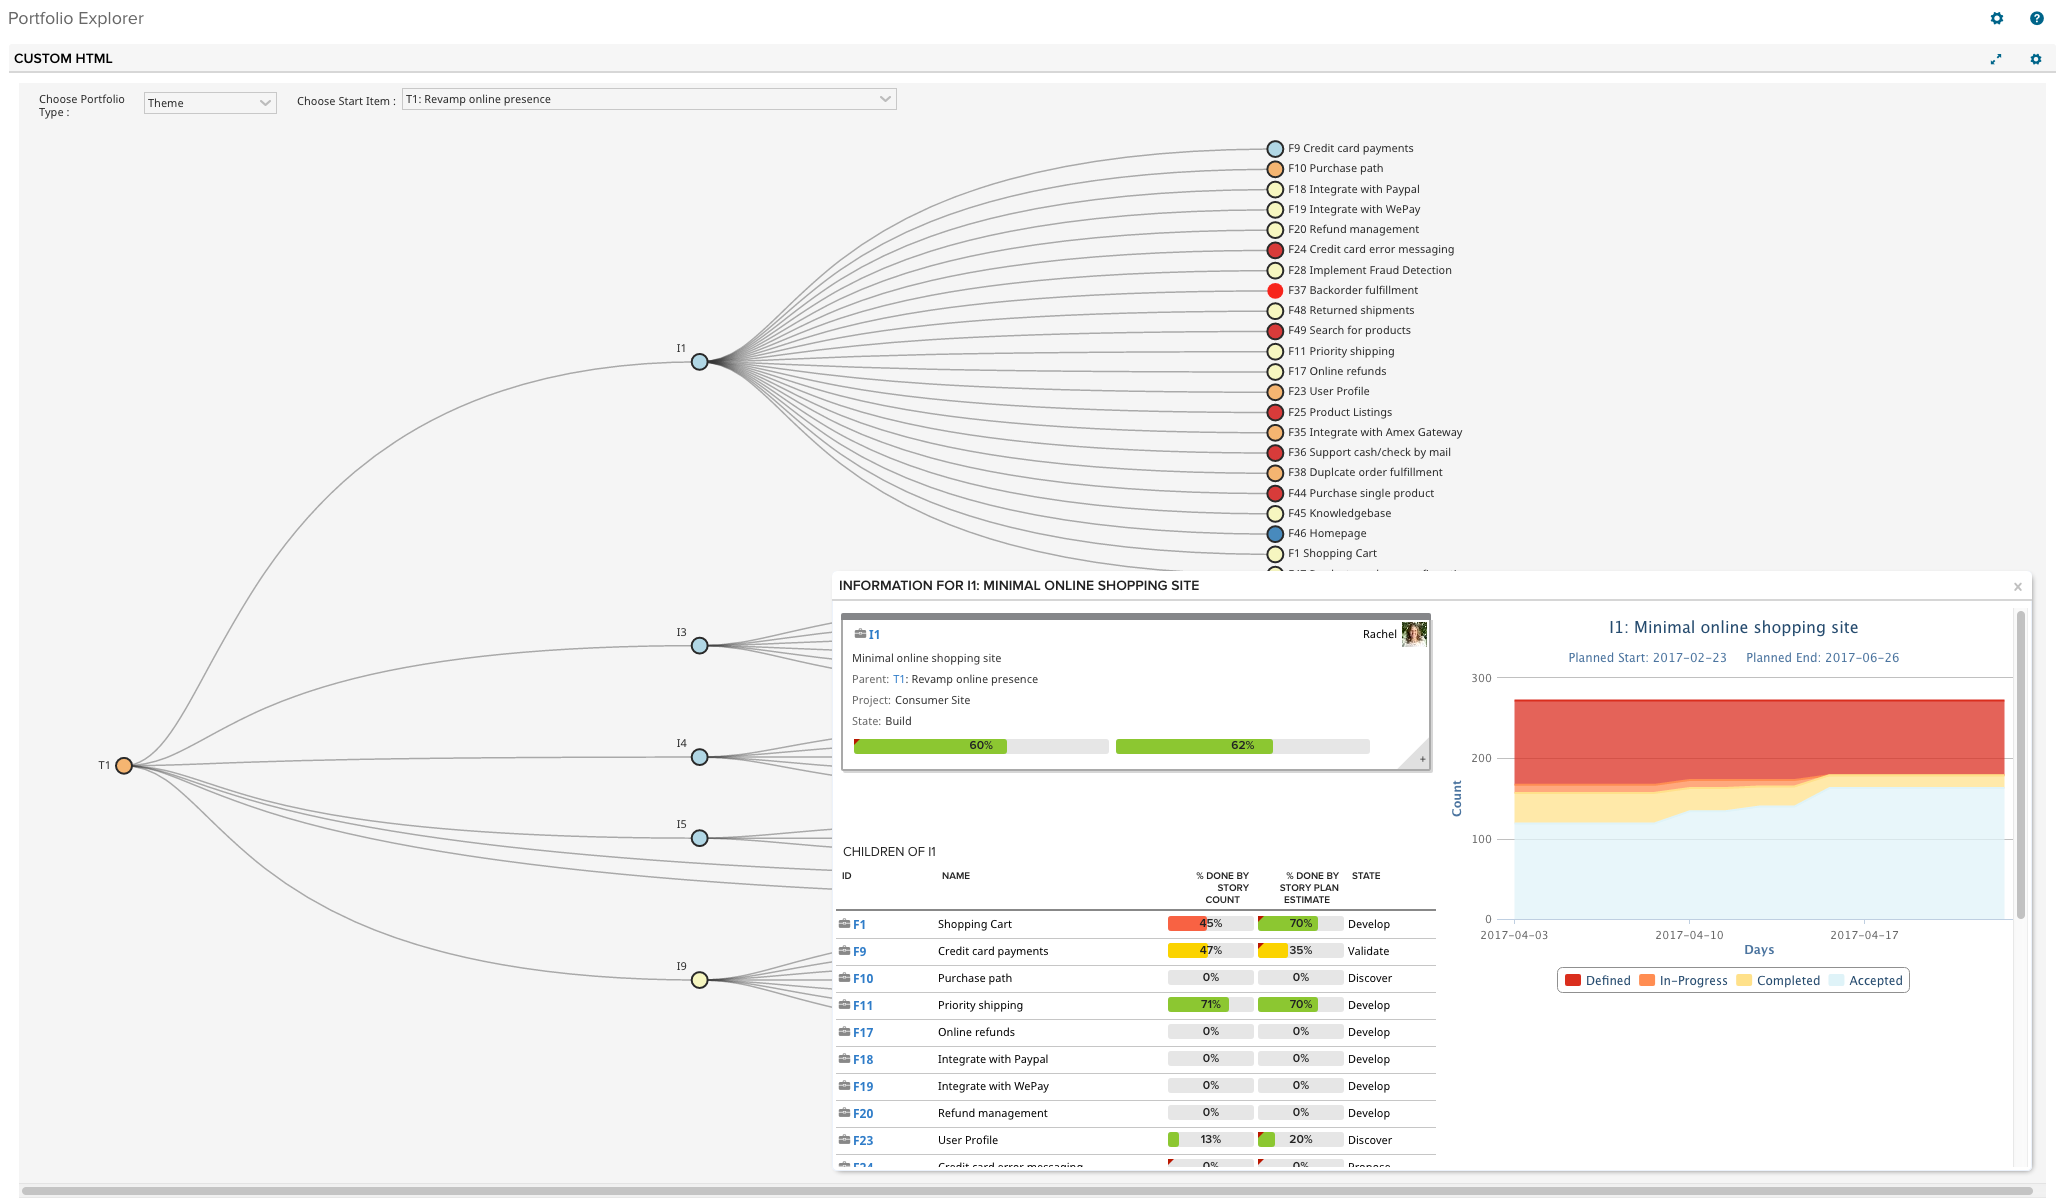 Portfolio Explorer
CUSTOM HTML
Choose Portfolio
Type :
Theme
Choose Start Item :
T1: Revamp online presence
F9 Credit card payments
F10 Purchase path
F18 Integrate with Paypal
F19 Integrate with WePay
F20 Refund management
F24 Credit card error messaging
F28 Implement Fraud Detection
F37 Backorder fulfillment
F48 Returned shipments
F49 Search for products
I1
F11 Priority shipping
F17 Online refunds
F23 User Profile
F25 Product Listings
F35 Integrate with Amex Gateway
F36 Support cash/check by mail
F38 Duplcate order fulfillment
F44 Purchase single product
F45 Knowledgebase
F46 Homepage
F1 Shopping Cart
I3
I4
T1
I5
I9
INFORMATION FOR I1: MINIMAL ONLINE SHOPPING SITE
x
I1
Rachel
Minimal online shopping site
Parent: T1: Revamp online presence
Project: Consumer Site
State: Build
60%
62%
+
CHILDREN OF I1
ID NAME % DONE BY STORY COUNT % DONE BY STORY PLAN ESTIMATE STATE
F1 Shopping Cart 45% 70% Develop
F9 Credit card payments 47% 35% Validate
F10 Purchase path 0% 0% Discover
F11 Priority shipping 71% 70% Develop
F17 Online refunds 0% 0% Develop
F18 Integrate with Paypal 0% 0% Develop
F19 Integrate with WePay 0% 0% Develop
F20 Refund management 0% 0% Develop
F23 User Profile 13% 20% Discover
F24 Credit card error messaging 0% 0% Propose
I1: Minimal online shopping site
Planned Start: 2017-02-23 Planned End: 2017-06-26
300
200
100
0
Count
2017-04-03 2017-04-10 2017-04-17
Days
Defined In-Progress Completed Accepted